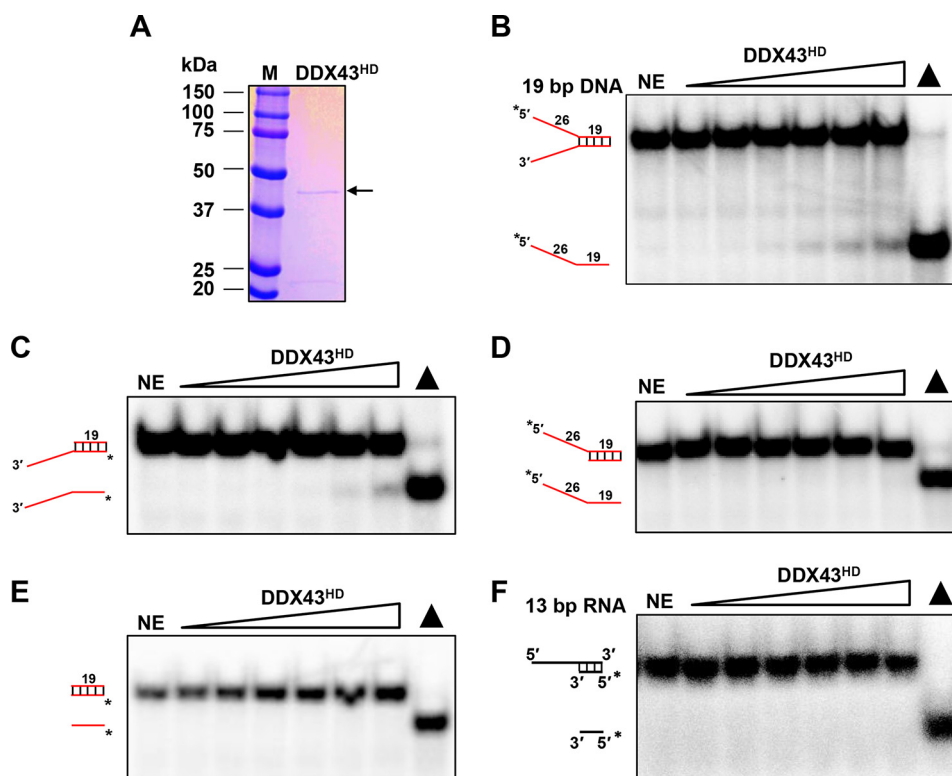 A
kDa
M DDX43HD
150
100
75
50
37
25
20
B
DDX43HD
19 bp DNA NE
*5′ 26 19
3′
*5′ 26 19
C
DDX43HD
NE
19
3′ *
3′ *
D
DDX43HD
NE
*5′ 26 19
*5′ 26 19
E
DDX43HD
NE
19
*
*
F
DDX43HD
13 bp RNA NE
5′ 3′
3′ 5′ *
3′ 5′ *